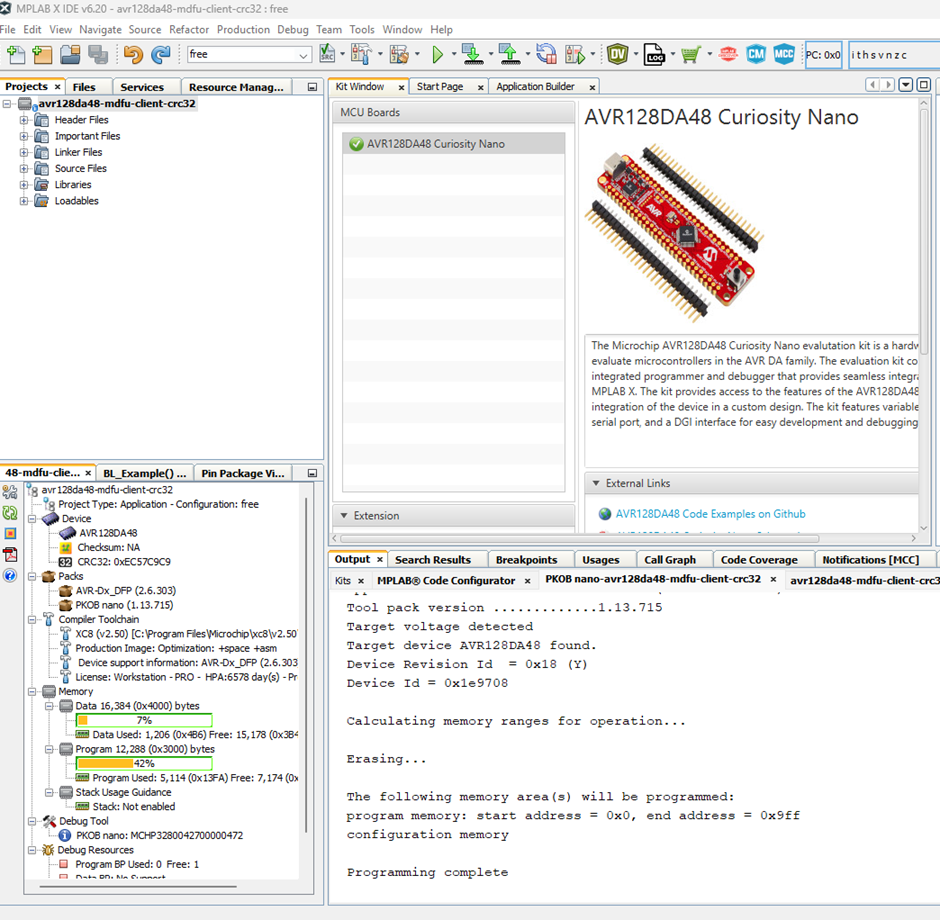 MPLAB X IDE v6.20 - avr128da48-mdfu-client-crc32 : free
File Edit View Navigate Source Refactor Production Debug Team Tools Window Help
free
SRC
DV
LOG
CM
MCC
PC: 0x0
ithsvnzc
Projects x Files Services Resource Manag...
avr128da48-mdfu-client-crc32
Header Files
Important Files
Linker Files
Source Files
Libraries
Loadables
Kit Window x Start Page x Application Builder x
MCU Boards
AVR128DA48 Curiosity Nano
Extension
AVR128DA48 Curiosity Nano
AVR
The Microchip AVR128DA48 Curiosity Nano evalutation kit is a hardw
evaluate microcontrollers in the AVR DA family. The evaluation kit co
integrated programmer and debugger that provides seamless integra
MPLAB X. The kit provides access to the features of the AVR128DA48
integration of the device in a custom design. The kit features variable
serial port, and a DGI interface for easy development and debugging
External Links
AVR128DA48 Code Examples on Github
48-mdfu-clie... x BL_Example() ... Pin Package Vi...
avr128da48-mdfu-client-crc32
Project Type: Application - Configuration: free
Device
AVR128DA48
Checksum: NA
CRC32: 0xEC57C9C9
Packs
AVR-Dx_DFP (2.6.303)
PKOB nano (1.13.715)
Compiler Toolchain
XC8 (v2.50) [C:\Program Files\Microchip\xc8\v2.50'
Production Image: Optimization: +space +asm
Device support information: AVR-Dx_DFP (2.6.303
License: Workstation - PRO - HPA:6578 day(s) - Pr
Memory
Data 16,384 (0x4000) bytes
7%
Data Used: 1,206 (0x4B6) Free: 15,178 (0x3B4
Program 12,288 (0x3000) bytes
42%
Program Used: 5,114 (0x13FA) Free: 7,174 (0x
Stack Usage Guidance
Stack: Not enabled
Debug Tool
PKOB nano: MCHP3280042700000472
Debug Resources
Program BP Used: 0 Free: 1
Data BP: No Support
Output x Search Results Breakpoints Usages Call Graph Code Coverage Notifications [MCC]
Kits x MPLAB® Code Configurator x PKOB nano-avr128da48-mdfu-client-crc32 x avr128da48-mdfu-client-crc3
Tool pack version .............1.13.715
Target voltage detected
Target device AVR128DA48 found.
Device Revision Id = 0x18 (Y)
Device Id = 0x1e9708
Calculating memory ranges for operation...
Erasing...
The following memory area(s) will be programmed:
program memory: start address = 0x0, end address = 0x9ff
configuration memory
Programming complete